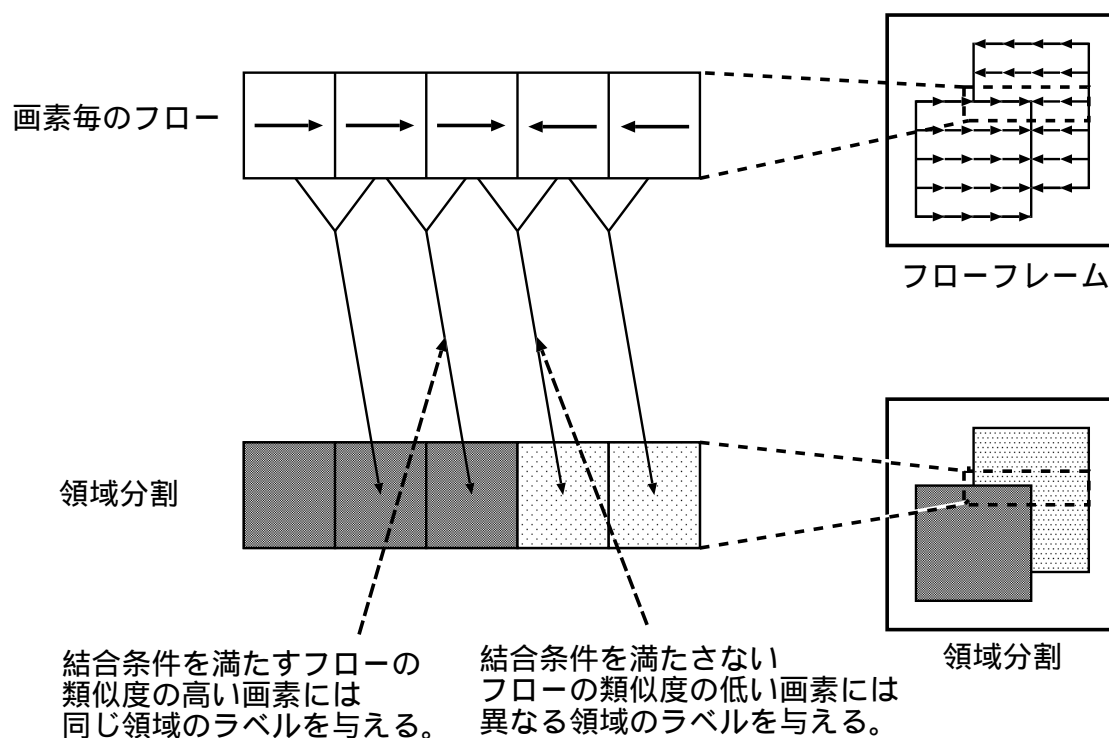 画素毎のフロー
フローフレーム
領域分割
領域分割
結合条件を満たすフローの
類似度の高い画素には
同じ領域のラベルを与える。
結合条件を満たさない
フローの類似度の低い画素には
異なる領域のラベルを与える。